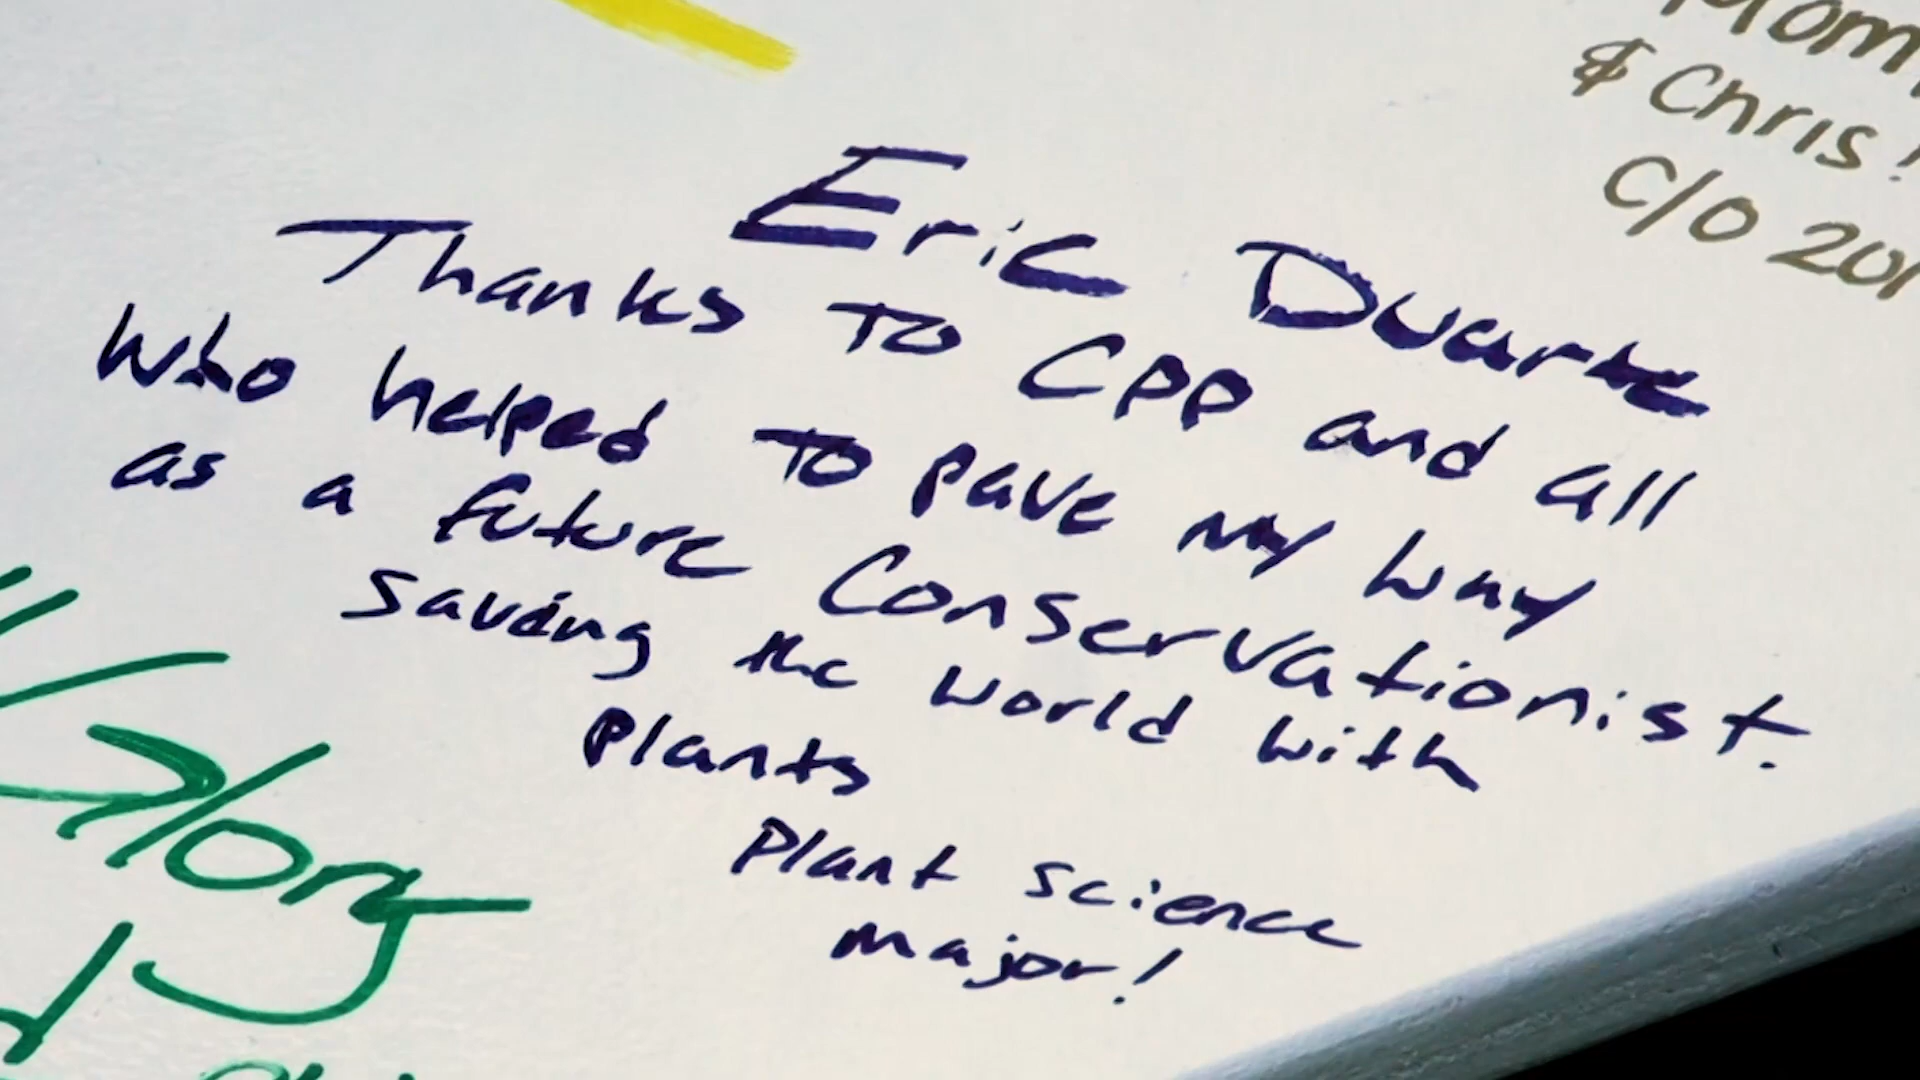 & Chris!
C/O 201
Eric Duarte
Thanks To CPP and all
who helped To pave my way
as a future Conservationist.
saving the world with
plants
Plant science
major!